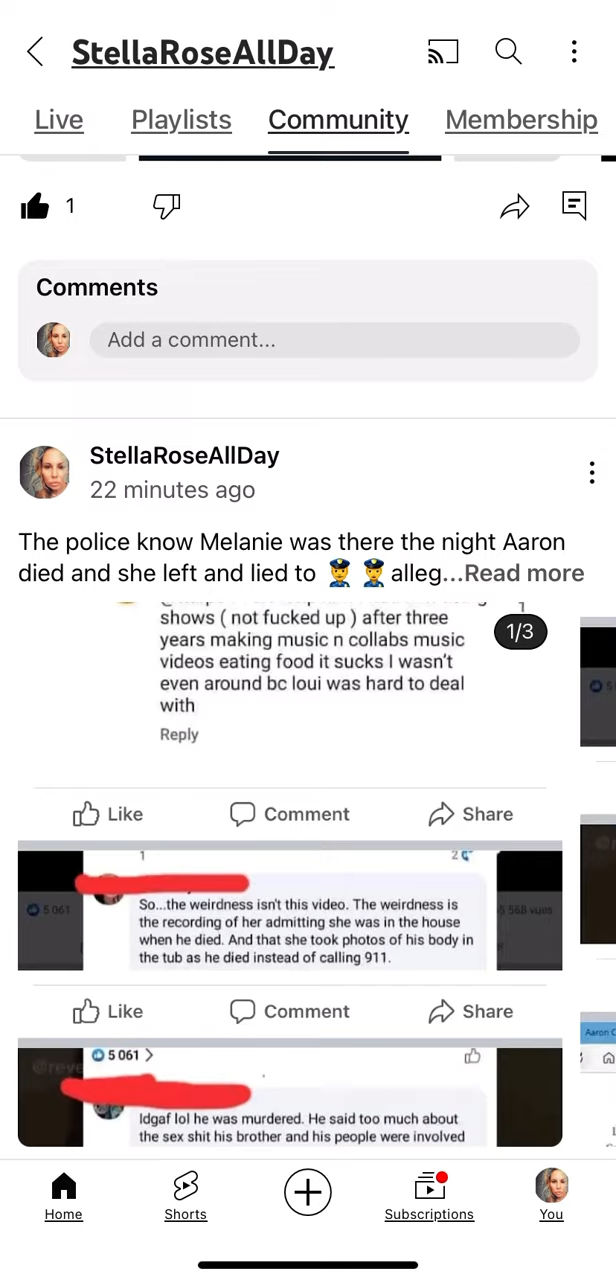 StellaRoseAllDay
Live Playlists Community Membership
1
Comments
Add a comment...
StellaRoseAllDay
22 minutes ago
The police know Melanie was there the night Aaron
died and she left and lied to 👮 👮 alleg...Read more
1/3
shows ( not fucked up ) after three
years making music n collabs music
videos eating food it sucks I wasn't
even around bc loui was hard to deal
with
Reply
Like Comment Share
1 2
So...the weirdness isn't this video. The weirdness is
the recording of her admitting she was in the house
when he died. And that she took photos of his body in
the tub as he died instead of calling 911.
5 061
5 568 vues
Like Comment Share
5 061
Idgaf lol he was murdered. He said too much about
the sex shit his brother and his people were involved
Aaron C
Home Shorts Subscriptions You